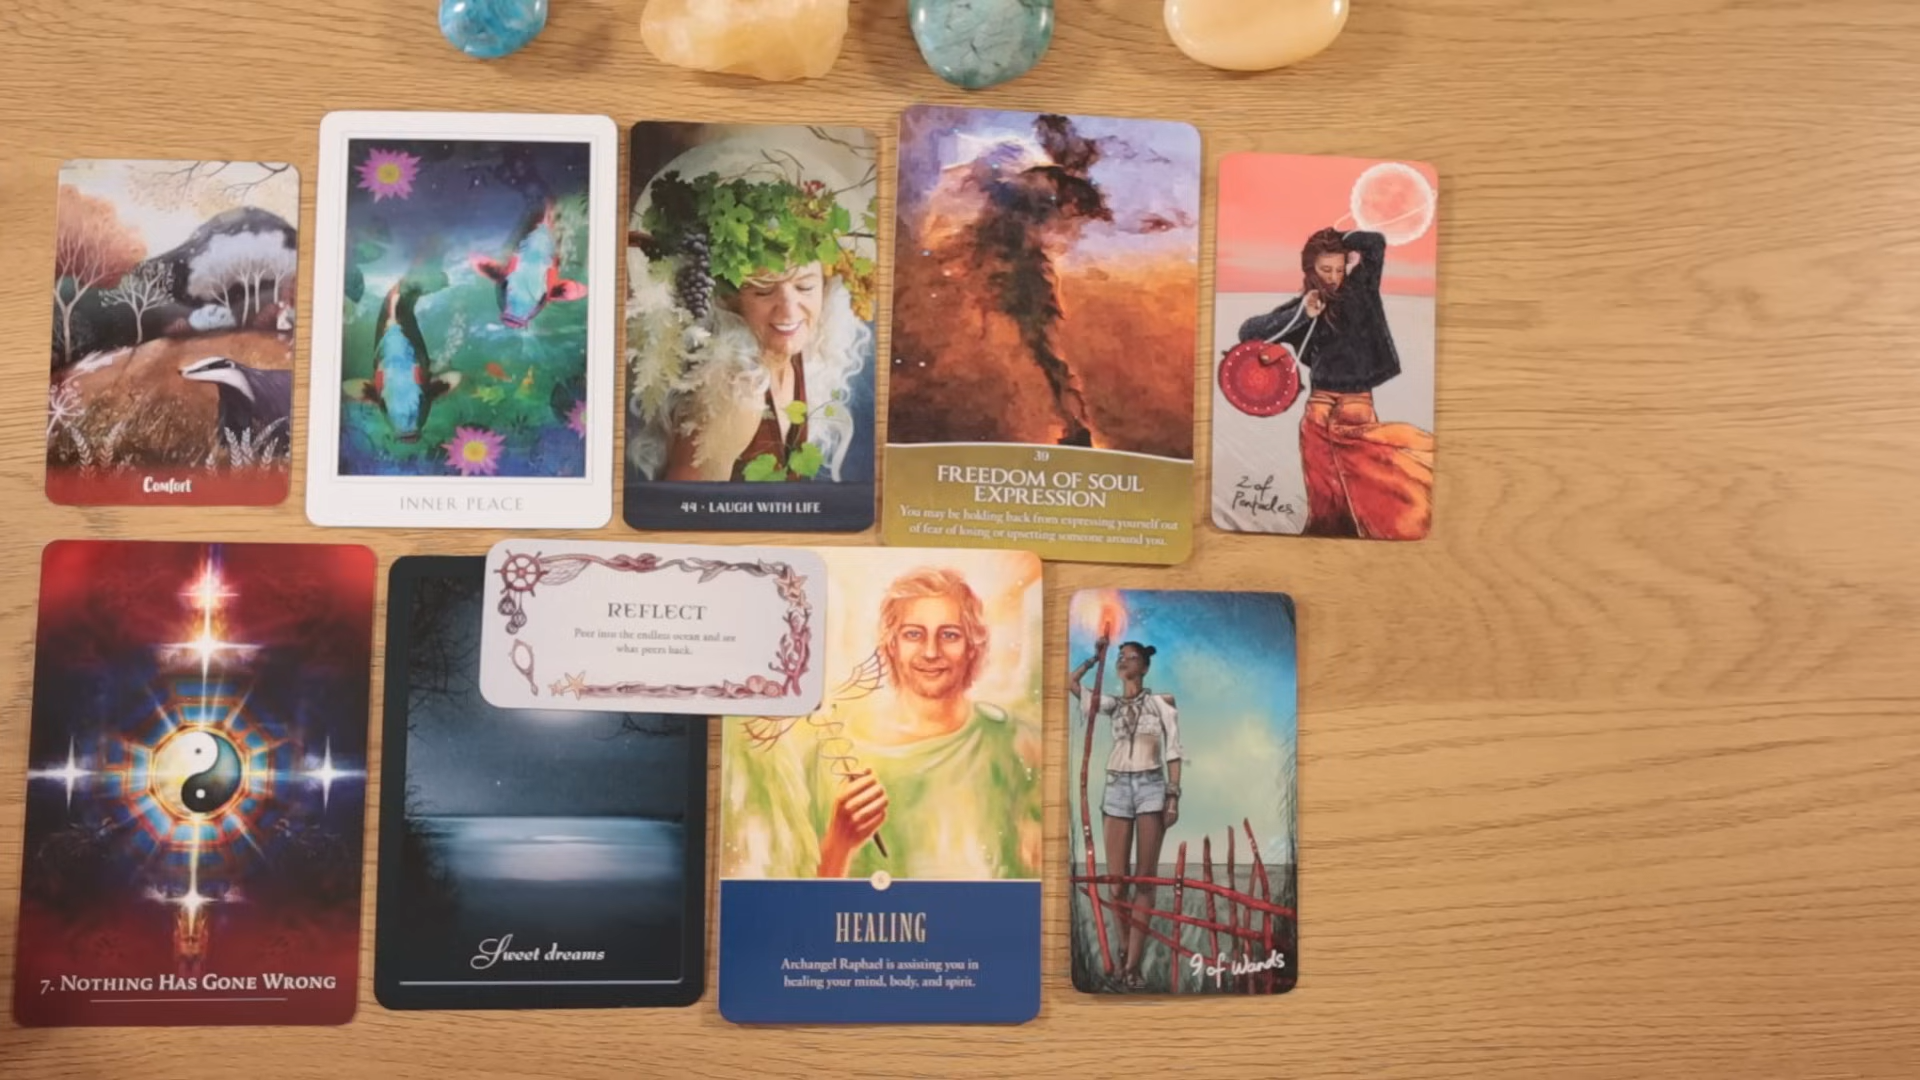 Comfort
INNER PEACE
44 • LAUGH WITH LIFE
39
FREEDOM OF SOUL
EXPRESSION
You may be holding back from expressing yourself out
of fear of losing or upsetting someone around you.
2 of
Pentacles
7. NOTHING HAS GONE WRONG
REFLECT
Peer into the endless ocean and see
what peers back.
Sweet dreams
6
HEALING
Archangel Raphael is assisting you in
healing your mind, body, and spirit.
9 of Wands